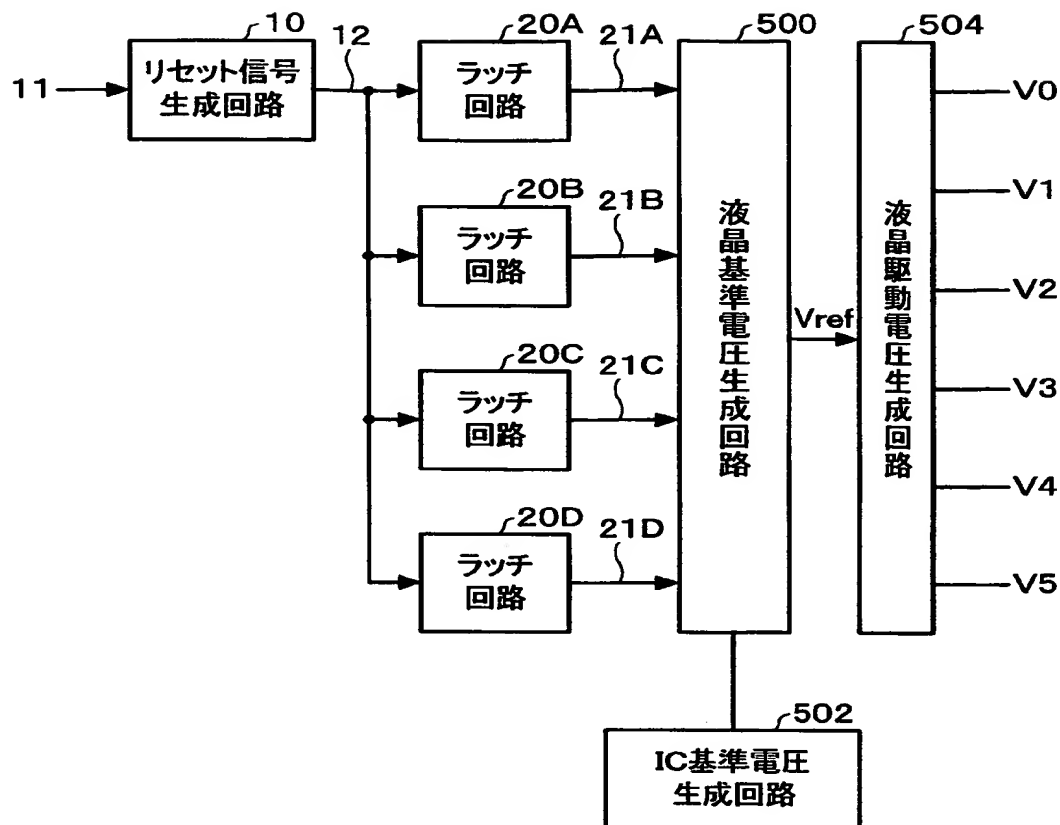 10
12
11
リセット信号
生成回路
20A
21A
ラッチ
回路
20B
21B
ラッチ
回路
20C
21C
ラッチ
回路
20D
21D
ラッチ
回路
500
液晶基準電圧生成回路
Vref
504
液晶駆動電圧生成回路
V0
V1
V2
V3
V4
V5
502
IC基準電圧
生成回路